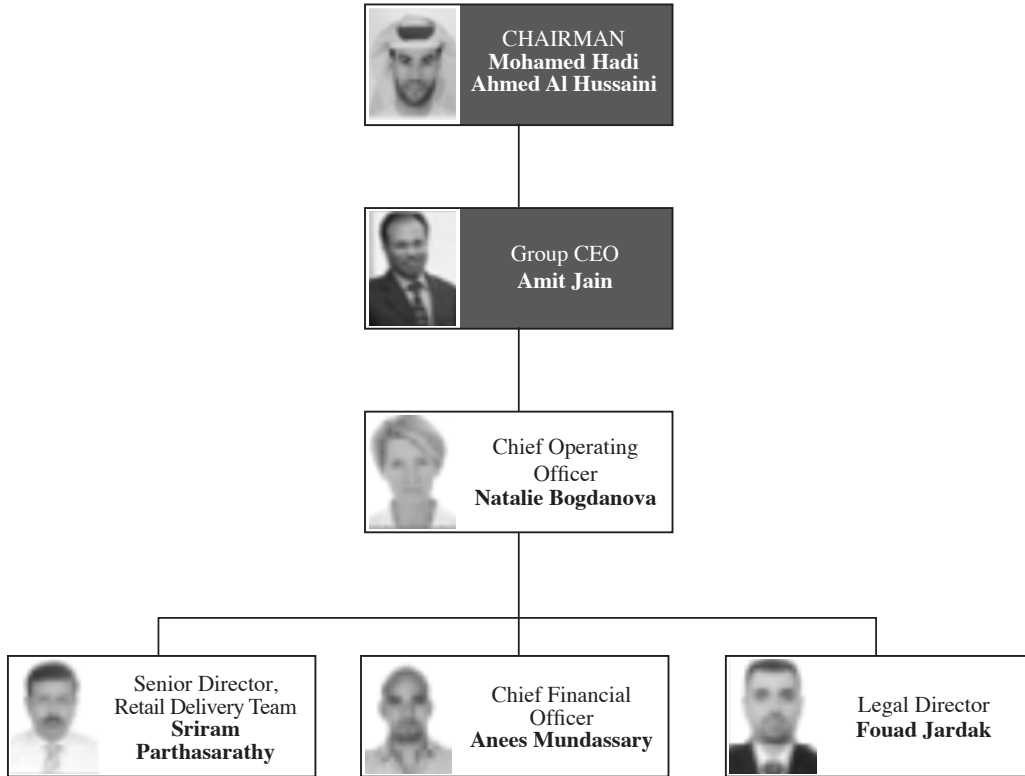 CHAIRMAN
Mohamed Hadi
Ahmed Al Hussaini
Group CEO
Amit Jain
Chief Operating
Officer
Natalie Bogdanova
Senior Director,
Retail Delivery Team
Sriram
Parthasarathy
Chief Financial
Officer
Anees Mundassary
Legal Director
Fouad Jardak